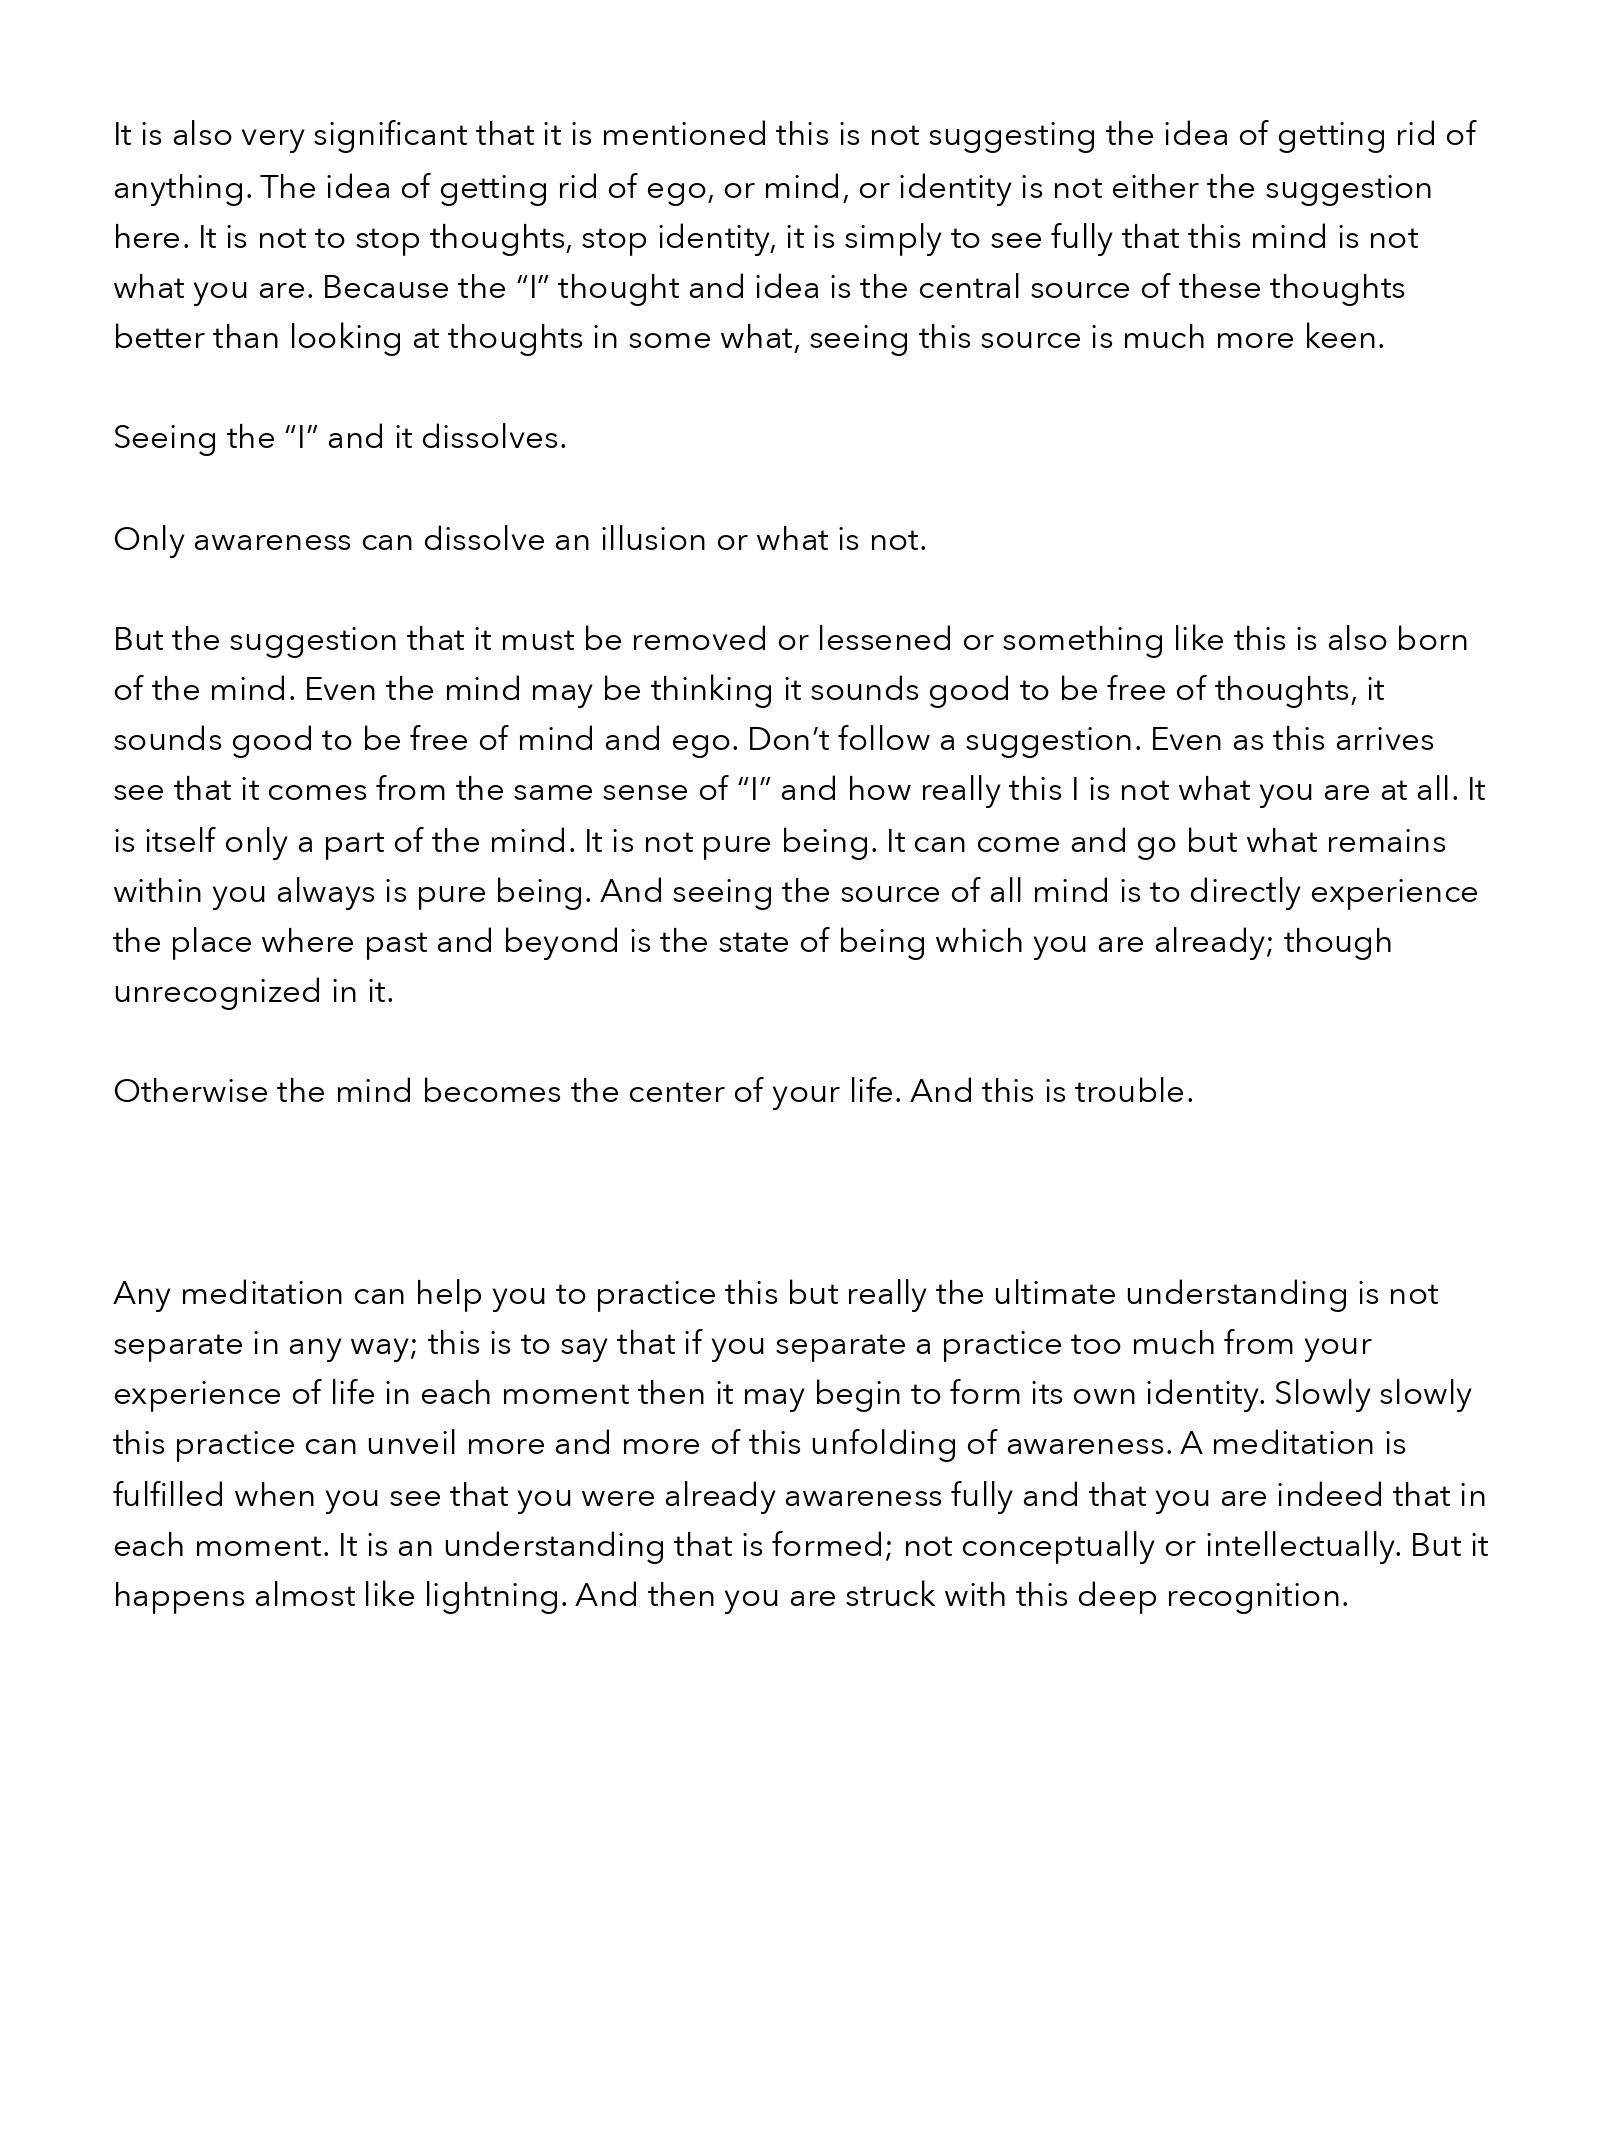 It is also very significant that it is mentioned this is not suggesting the idea of getting rid of
anything. The idea of getting rid of ego, or mind, or identity is not either the suggestion
here. It is not to stop thoughts, stop identity, it is simply to see fully that this mind is not
what you are. Because the “I” thought and idea is the central source of these thoughts
better than looking at thoughts in some what, seeing this source is much more keen.
Seeing the “I” and it dissolves.
Only awareness can dissolve an illusion or what is not.
But the suggestion that it must be removed or lessened or something like this is also born
of the mind. Even the mind may be thinking it sounds good to be free of thoughts, it
sounds good to be free of mind and ego. Don’t follow a suggestion. Even as this arrives
see that it comes from the same sense of “I” and how really this I is not what you are at all. It
is itself only a part of the mind. It is not pure being. It can come and go but what remains
within you always is pure being. And seeing the source of all mind is to directly experience
the place where past and beyond is the state of being which you are already; though
unrecognized in it.
Otherwise the mind becomes the center of your life. And this is trouble.
Any meditation can help you to practice this but really the ultimate understanding is not
separate in any way; this is to say that if you separate a practice too much from your
experience of life in each moment then it may begin to form its own identity. Slowly slowly
this practice can unveil more and more of this unfolding of awareness. A meditation is
fulfilled when you see that you were already awareness fully and that you are indeed that in
each moment. It is an understanding that is formed; not conceptually or intellectually. But it
happens almost like lightning. And then you are struck with this deep recognition.